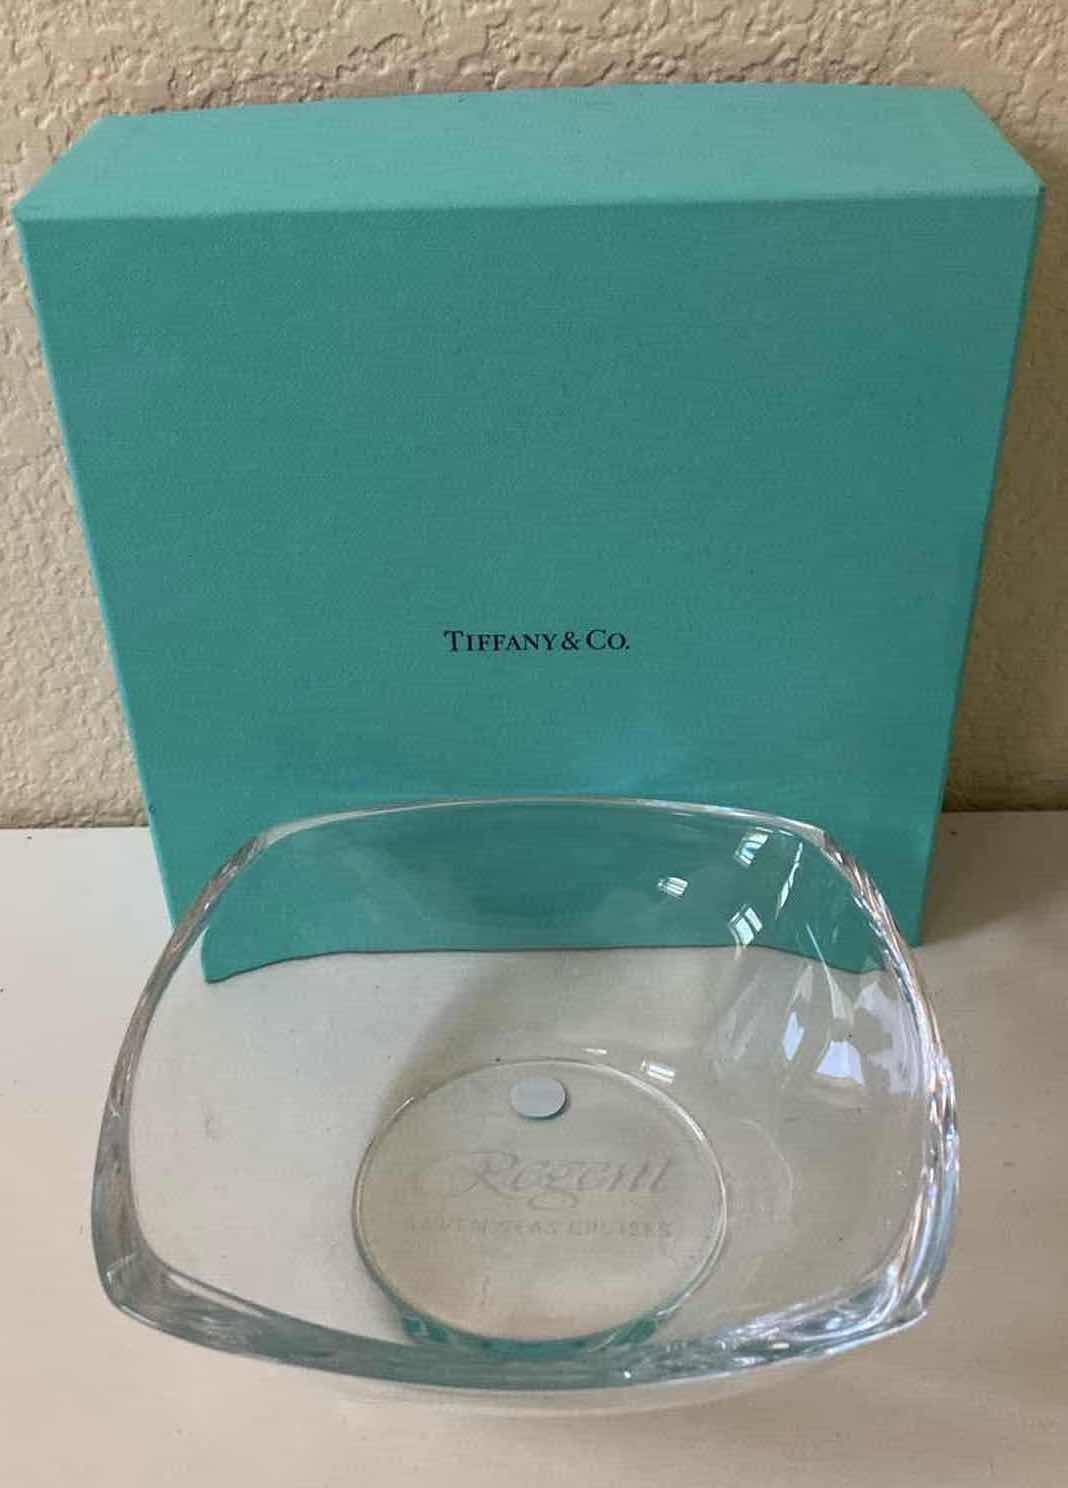 TIFFANY & CO.
Regent
SEVEN SEAS CRUISES